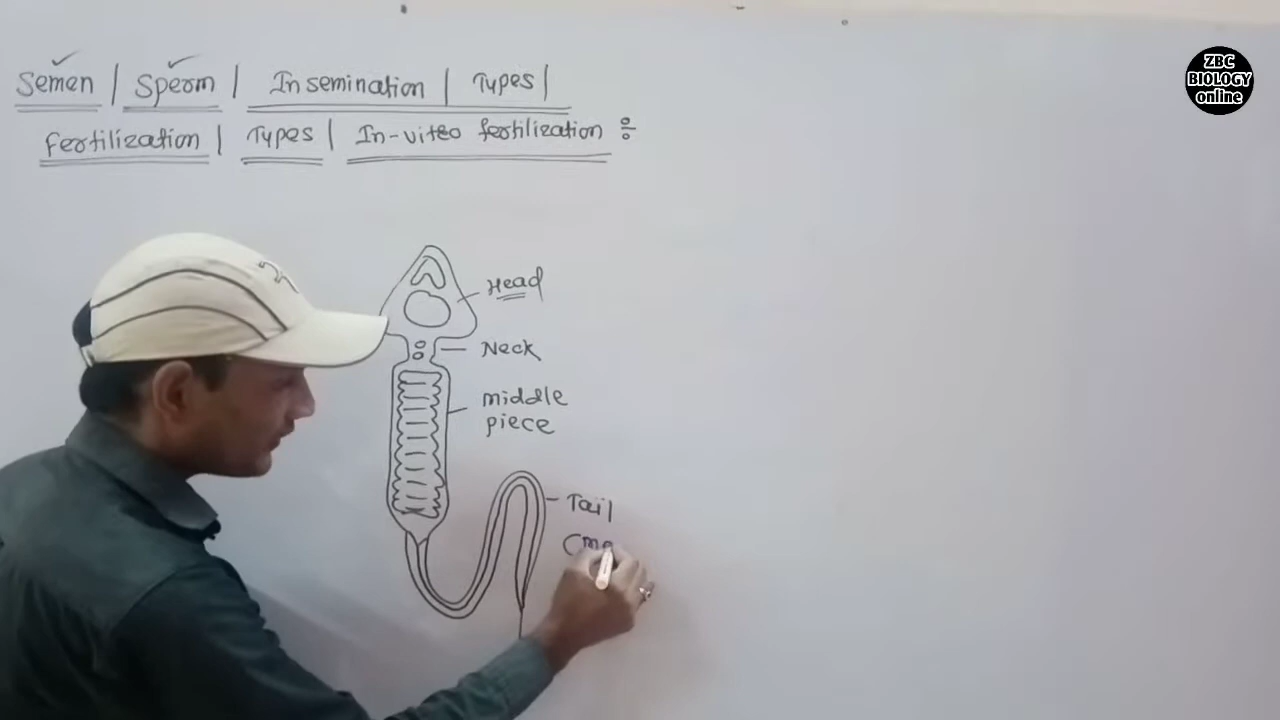 Semen | Sperm | Insemination | Types |
Fertilization | Types | In-vitro fertilization :
ZBC
BIOLOGY
online
Head
Neck
middle
piece
Tail